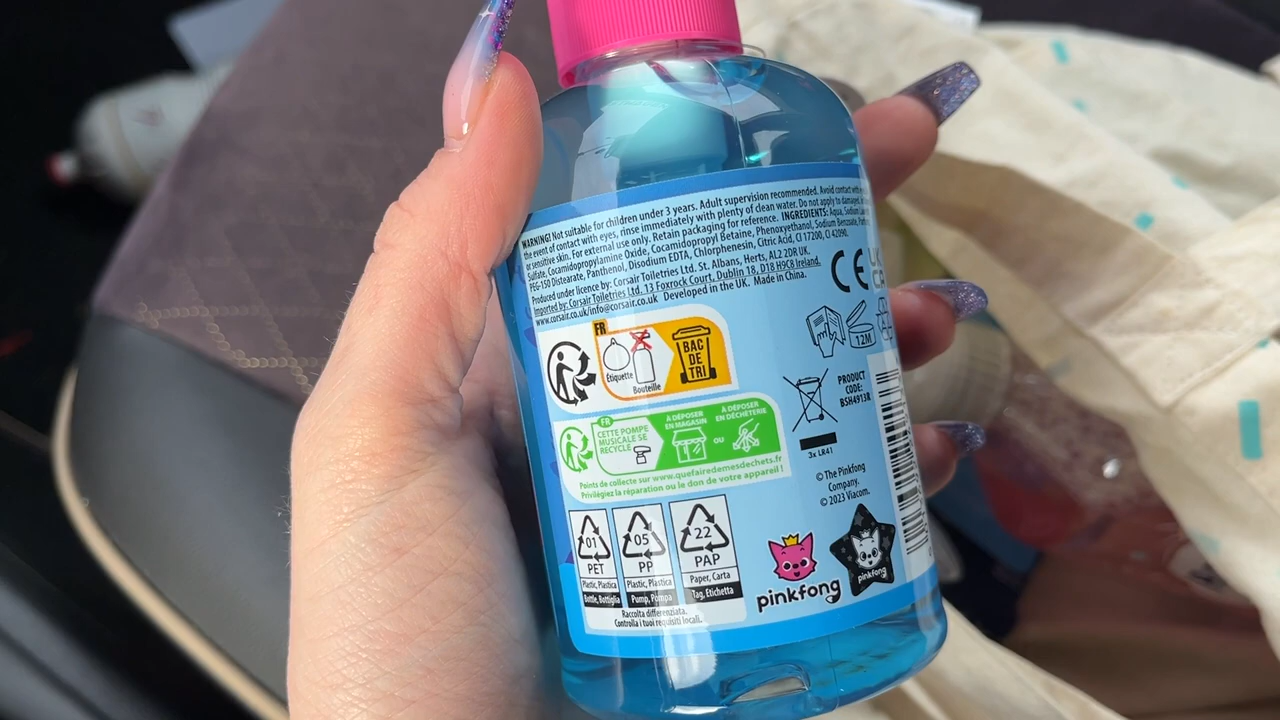 WARNING! Not suitable for children under 3 years. Adult supervision recommended. Avoid contact with
the event of contact with eyes, rinse immediately with plenty of clean water. Do not apply to damaged,
or sensitive skin. For external use only. Retain packaging for reference. INGREDIENTS: Aqua, Sodium
Sulfate, Cocamidopropylamine Oxide, Cocamidopropyl Betaine, Phenoxyethanol, Sodium Benzoate,
PEG-150 Distearate, Panthenol, Disodium EDTA, Chlorphenesin, Citric Acid, CI 17200, CI 42090.
Produced under licence by: Corsair Toiletries Ltd. St. Albans, Herts, AL2 2DR UK.
Imported by: Corsair Toiletries Ltd. 13 Foxrock Court, Dublin 18, D18 H9C8 Ireland.
www.corsair.co.uk/info@corsair.co.uk Developed in the UK. Made in China.
CE
UK
CA
FR
Étiquette
Bouteille
BAC
DE
TRI
12M
FR
CETTE POMPE
MUSICALE SE
RECYCLE
À DÉPOSER
EN MAGASIN
OU
À DÉPOSER
EN DÉCHÈTERIE
Points de collecte sur www.quefairedemesdechets.fr
Privilégiez la réparation ou le don de votre appareil !
PRODUCT
CODE:
BSH4913R
3x LR41
© The Pinkfong
Company.
© 2023 Viacom.
01
PET
Plastic, Plastica
Bottle, Bottiglia
05
PP
Plastic, Plastica
Pump, Pompa
22
PAP
Paper, Carta
Tag, Etichetta
Raccolta differenziata.
Controlla i tuoi requisiti locali.
pinkfong
pinkfong